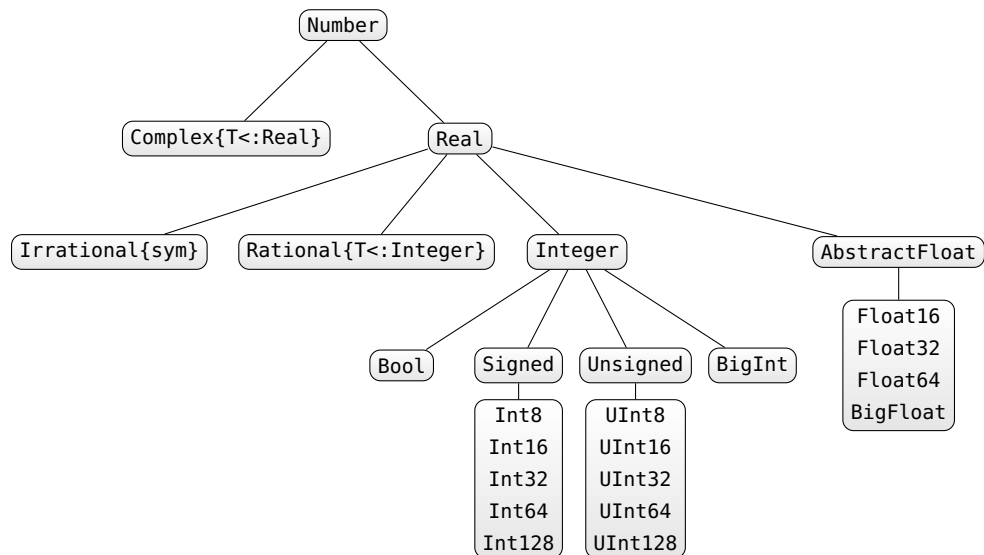 Number
Complex{T<:Real}
Real
Irrational{sym}
Rational{T<:Integer}
Integer
AbstractFloat
Float16
Float32
Float64
BigFloat
Bool
Signed
Unsigned
BigInt
Int8
Int16
Int32
Int64
Int128
UInt8
UInt16
UInt32
UInt64
UInt128